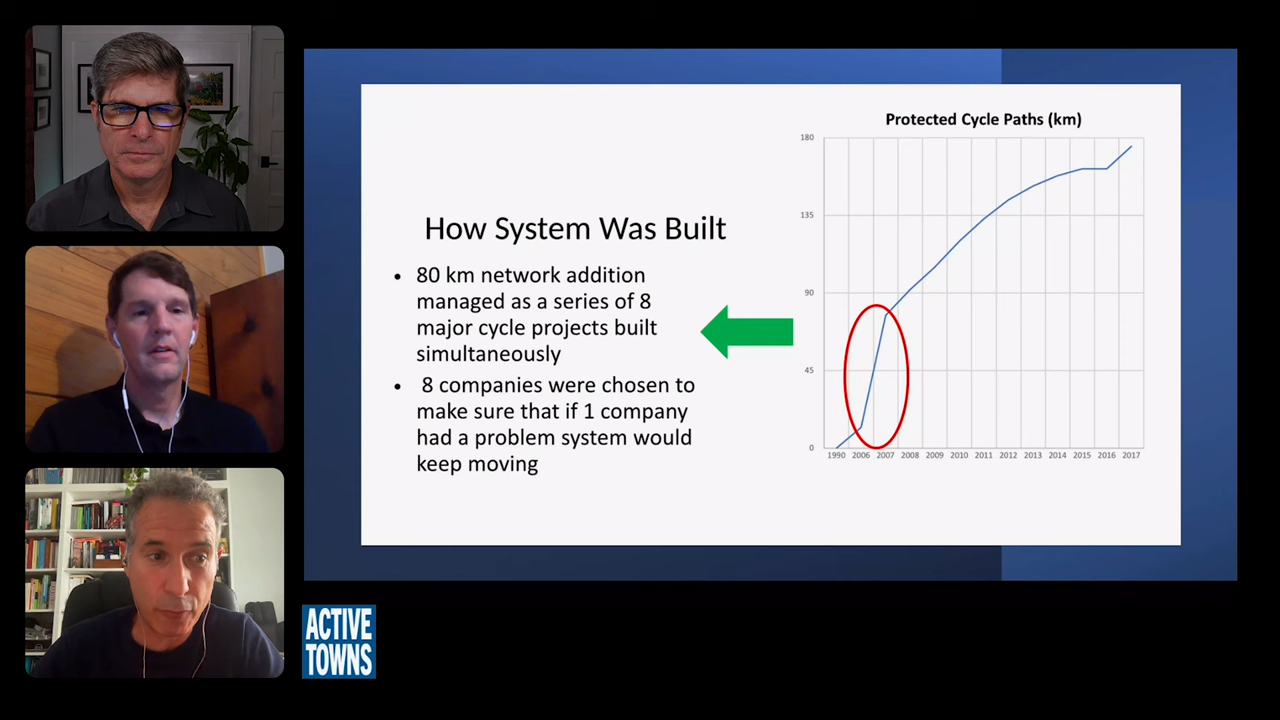 How System Was Built
• 80 km network addition
managed as a series of 8
major cycle projects built
simultaneously
• 8 companies were chosen to
make sure that if 1 company
had a problem system would
keep moving
Protected Cycle Paths (km)
180
135
90
45
0
1990 2006 2007 2008 2009 2010 2011 2012 2013 2014 2015 2016 2017
ACTIVE
TOWNS